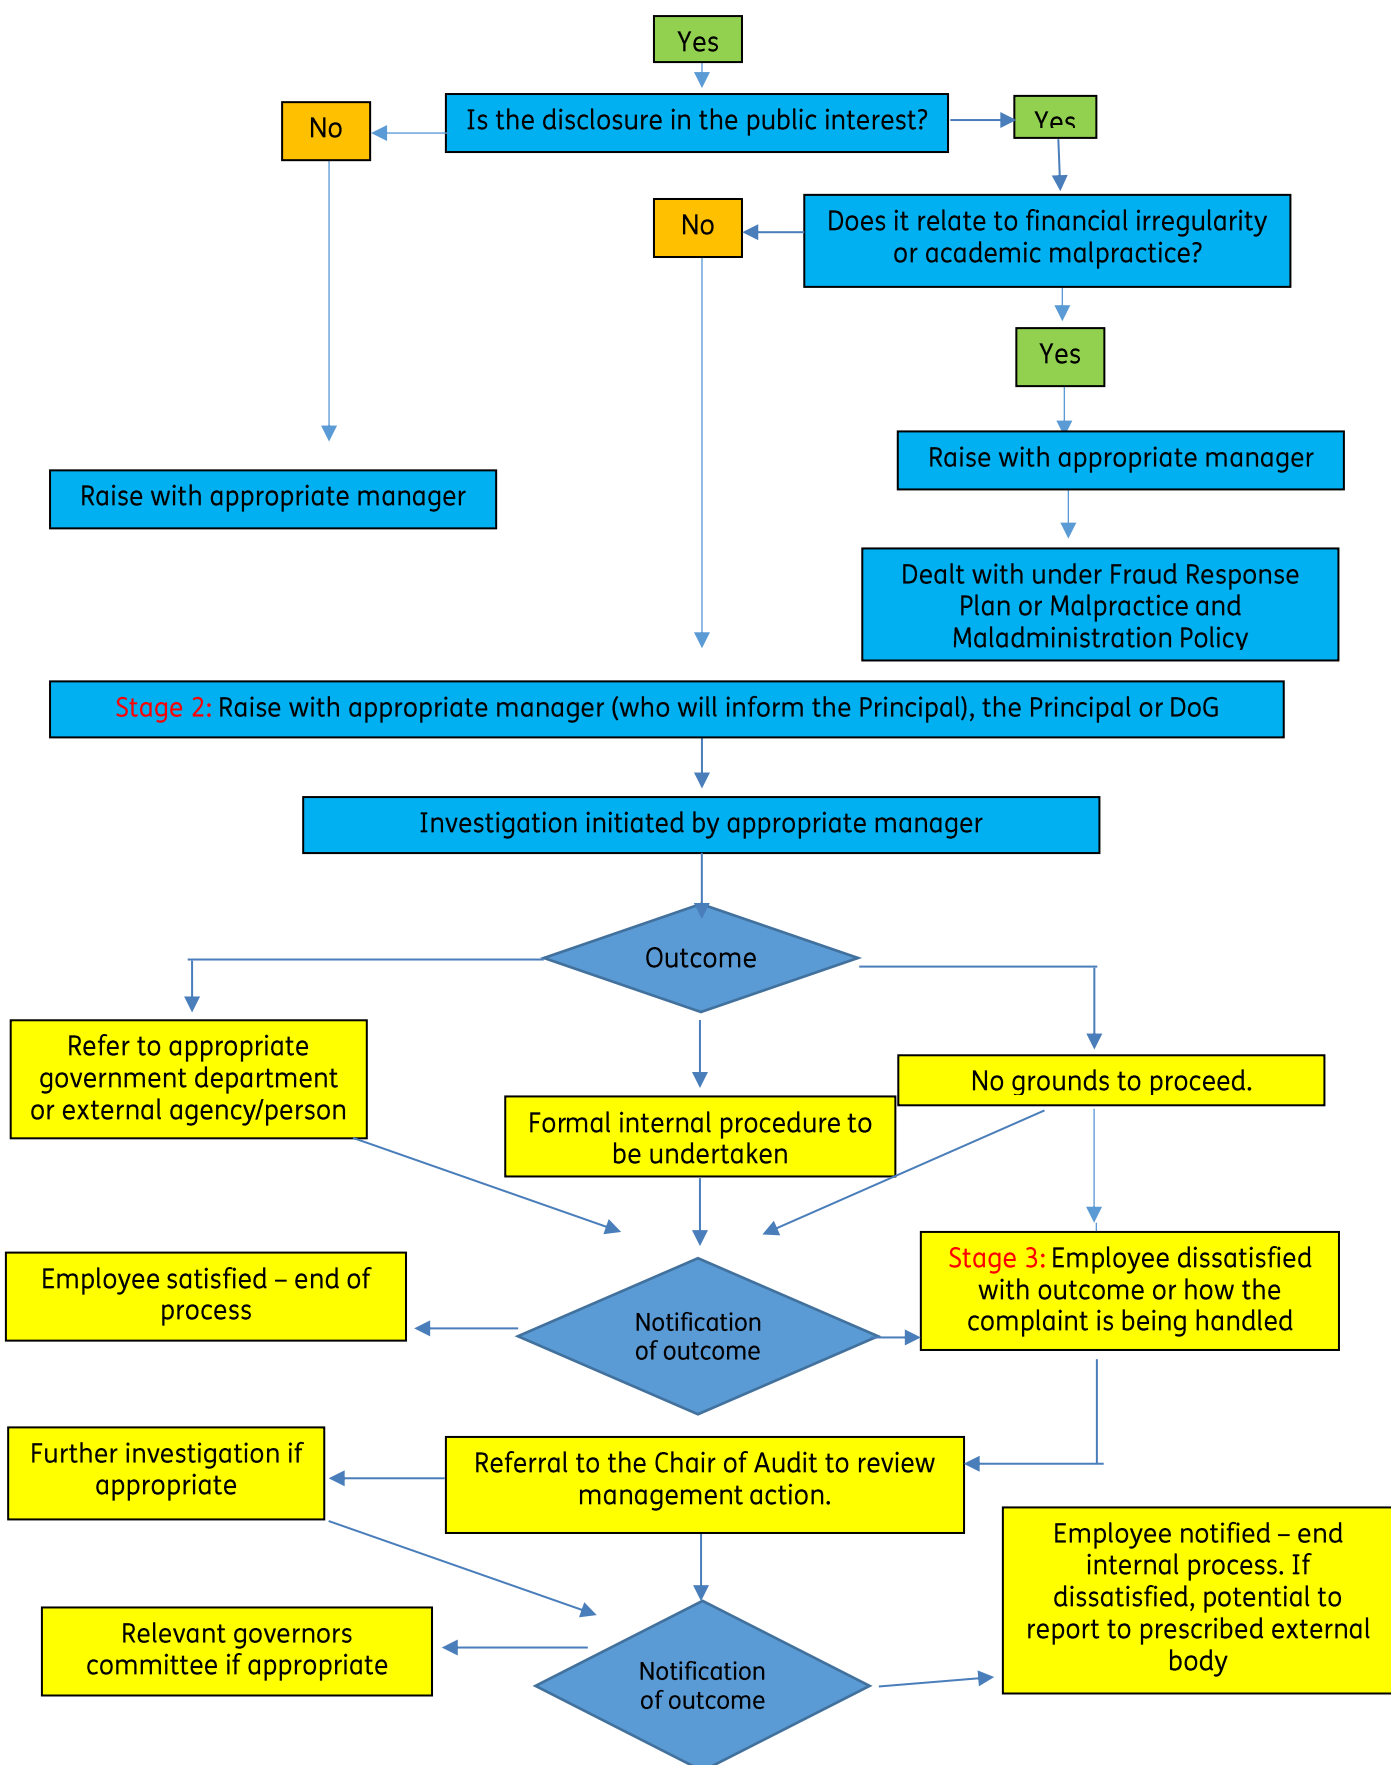 Yes
Is the disclosure in the public interest?
No
Yes
Does it relate to financial irregularity
or academic malpractice?
No
Yes
Raise with appropriate manager
Raise with appropriate manager
Dealt with under Fraud Response
Plan or Malpractice and
Maladministration Policy
Stage 2: Raise with appropriate manager (who will inform the Principal), the Principal or DoG
Investigation initiated by appropriate manager
Outcome
Refer to appropriate
government department
or external agency/person
No grounds to proceed.
Formal internal procedure to
be undertaken
Stage 3: Employee dissatisfied
with outcome or how the
complaint is being handled
Employee satisfied – end of
process
Notification
of outcome
Further investigation if
appropriate
Referral to the Chair of Audit to review
management action.
Employee notified – end
internal process. If
dissatisfied, potential to
report to prescribed external
body
Relevant governors
committee if appropriate
Notification
of outcome